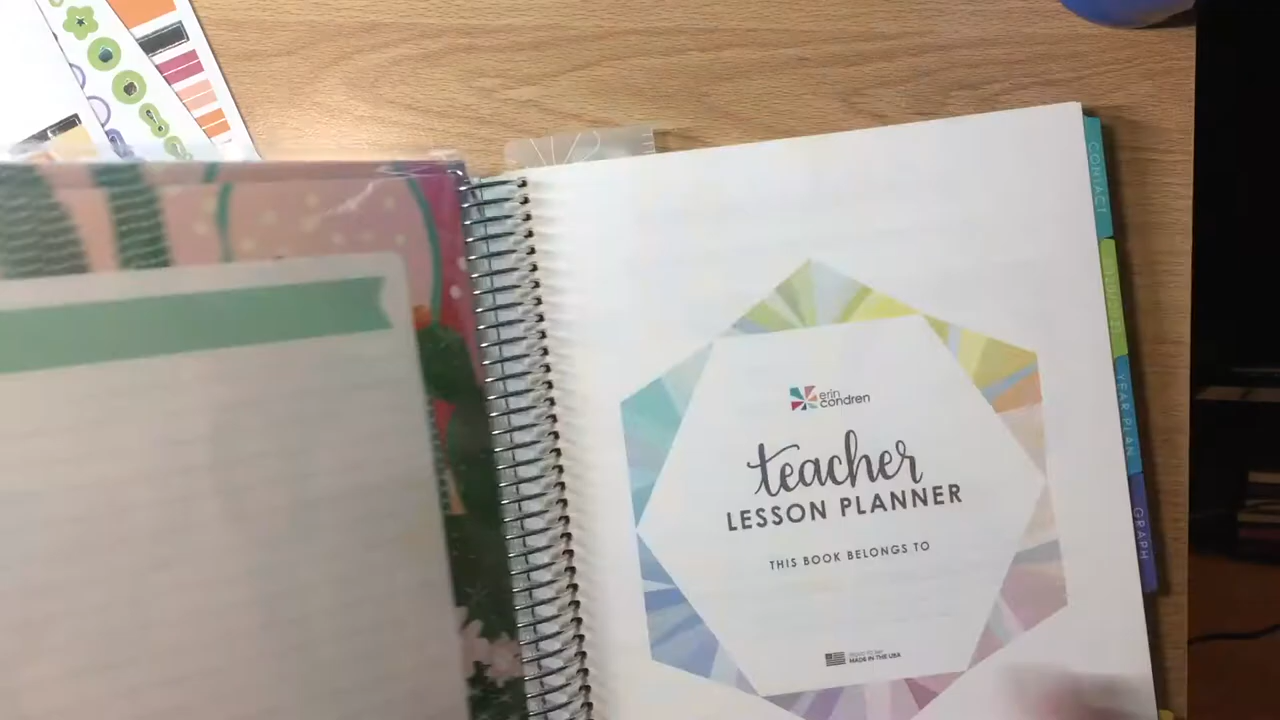 erin
condren
teacher
LESSON PLANNER
THIS BOOK BELONGS TO
MADE IN THE USA
CONTACT
YEAR PLAN
GRAPH